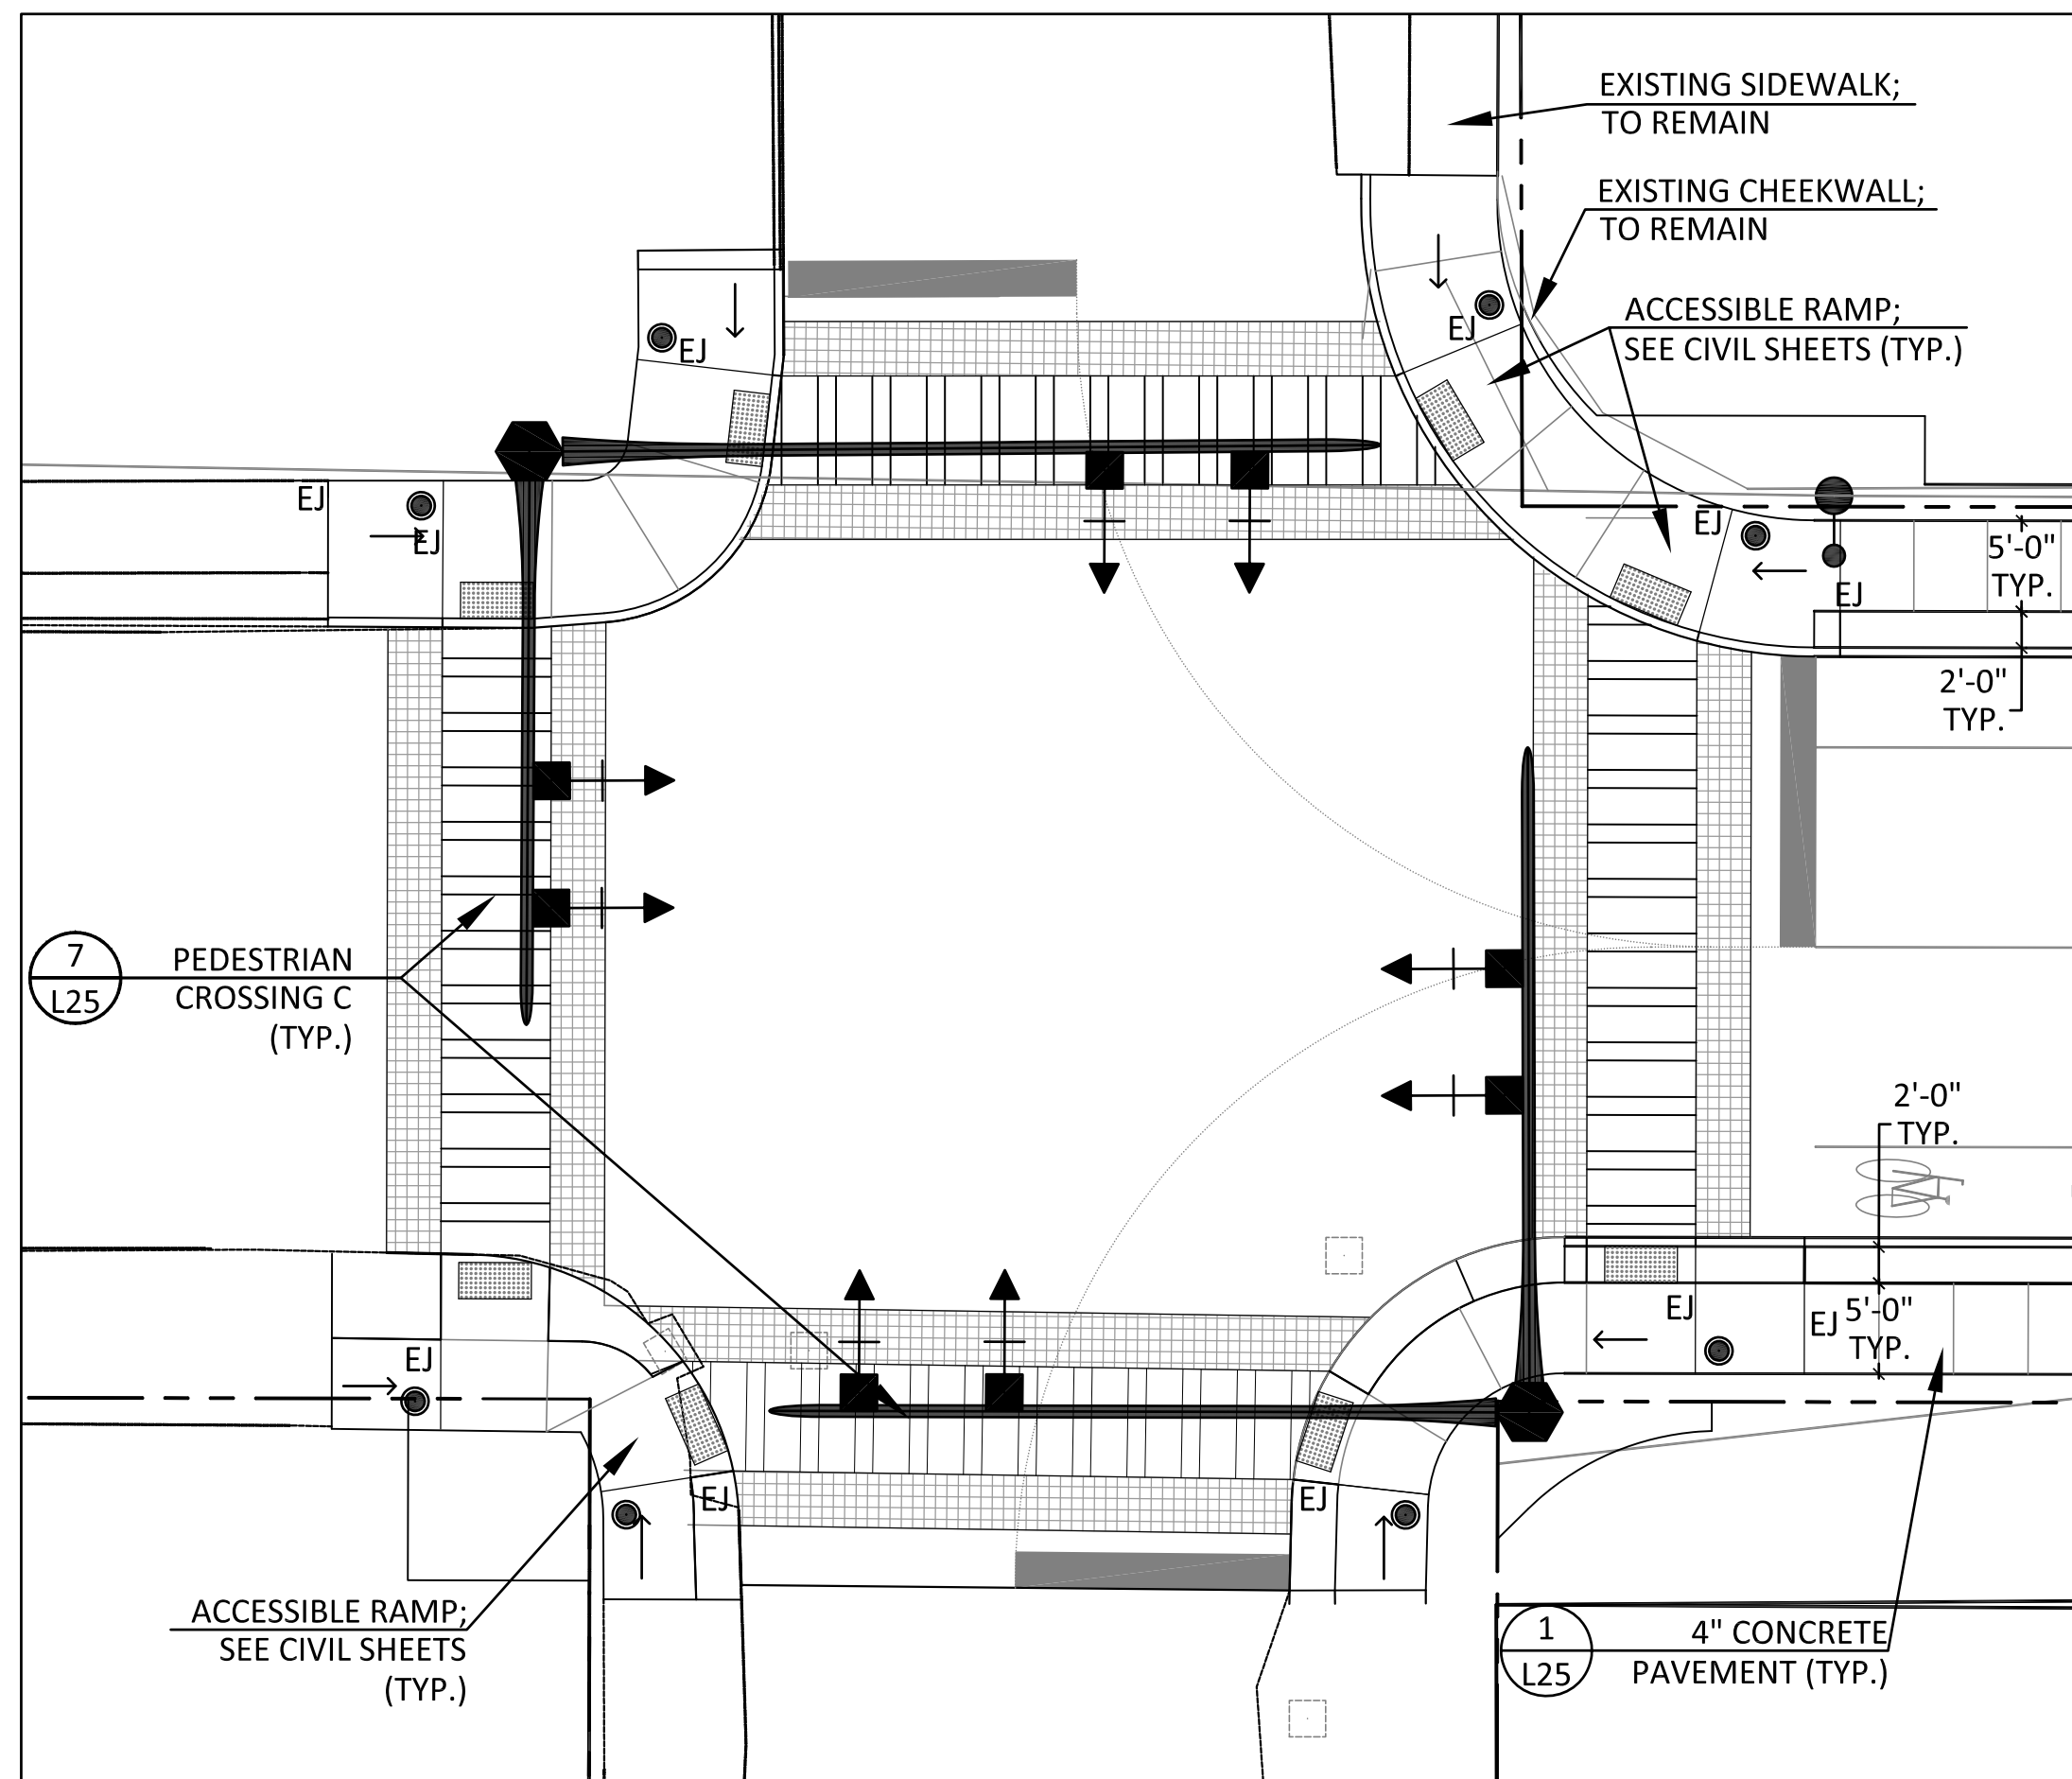 EXISTING SIDEWALK;
TO REMAIN
EXISTING CHEEKWALL;
TO REMAIN
ACCESSIBLE RAMP;
SEE CIVIL SHEETS (TYP.)
EJ
EJ
EJ
EJ
EJ
EJ
5'-0"
TYP.
2'-0"
TYP.
7
L25
PEDESTRIAN
CROSSING C
(TYP.)
2'-0"
TYP.
EJ
EJ
5'-0"
TYP.
EJ
EJ
EJ
ACCESSIBLE RAMP;
SEE CIVIL SHEETS
(TYP.)
1
L25
4" CONCRETE
PAVEMENT (TYP.)